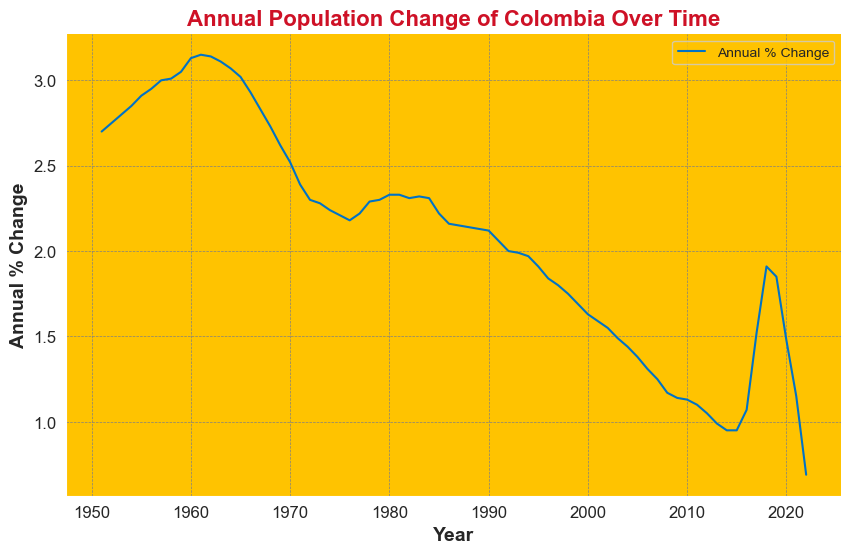 Annual Population Change of Colombia Over Time
Annual % Change
Annual % Change
3.0
2.5
2.0
1.5
1.0
1950 1960 1970 1980 1990 2000 2010 2020
Year